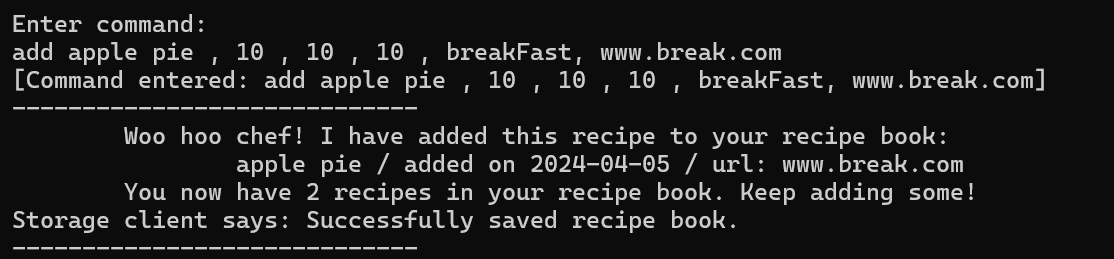 Enter command:
add apple pie , 10 , 10 , 10 , breakFast, www.break.com
[Command entered: add apple pie , 10 , 10 , 10 , breakFast, www.break.com]
-----------------------------
Woo hoo chef! I have added this recipe to your recipe book:
apple pie / added on 2024-04-05 / url: www.break.com
You now have 2 recipes in your recipe book. Keep adding some!
Storage client says: Successfully saved recipe book.
-----------------------------